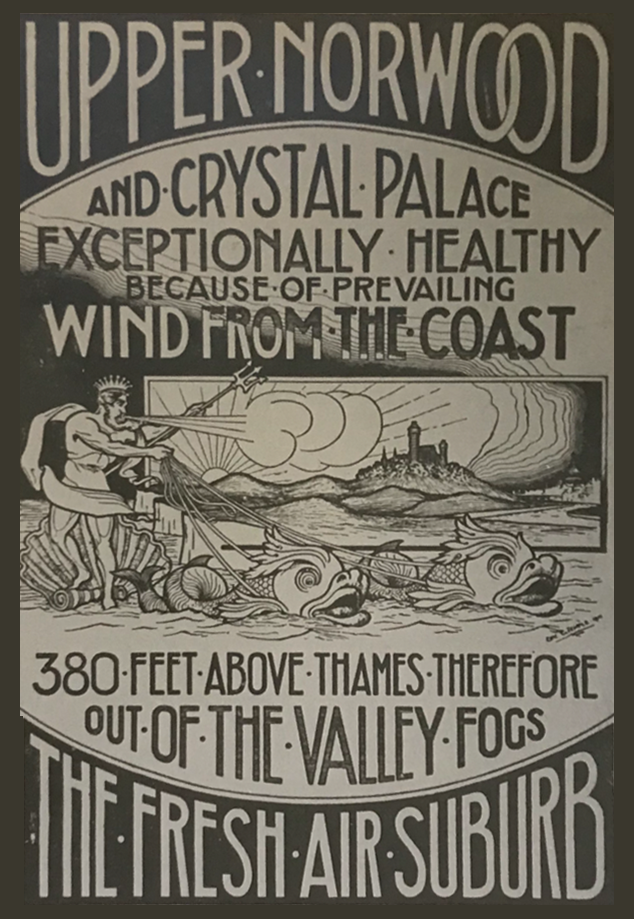 UPPER·NORWOOD
AND·CRYSTAL·PALACE
EXCEPTIONALLY·HEALTHY
BECAUSE·OF·PREVAILING
WIND FROM·THE·COAST
380·FEET·ABOVE·THAMES·THEREFORE
OUT·OF·THE·VALLEY·FOGS
THE·FRESH·AIR·SUBURB